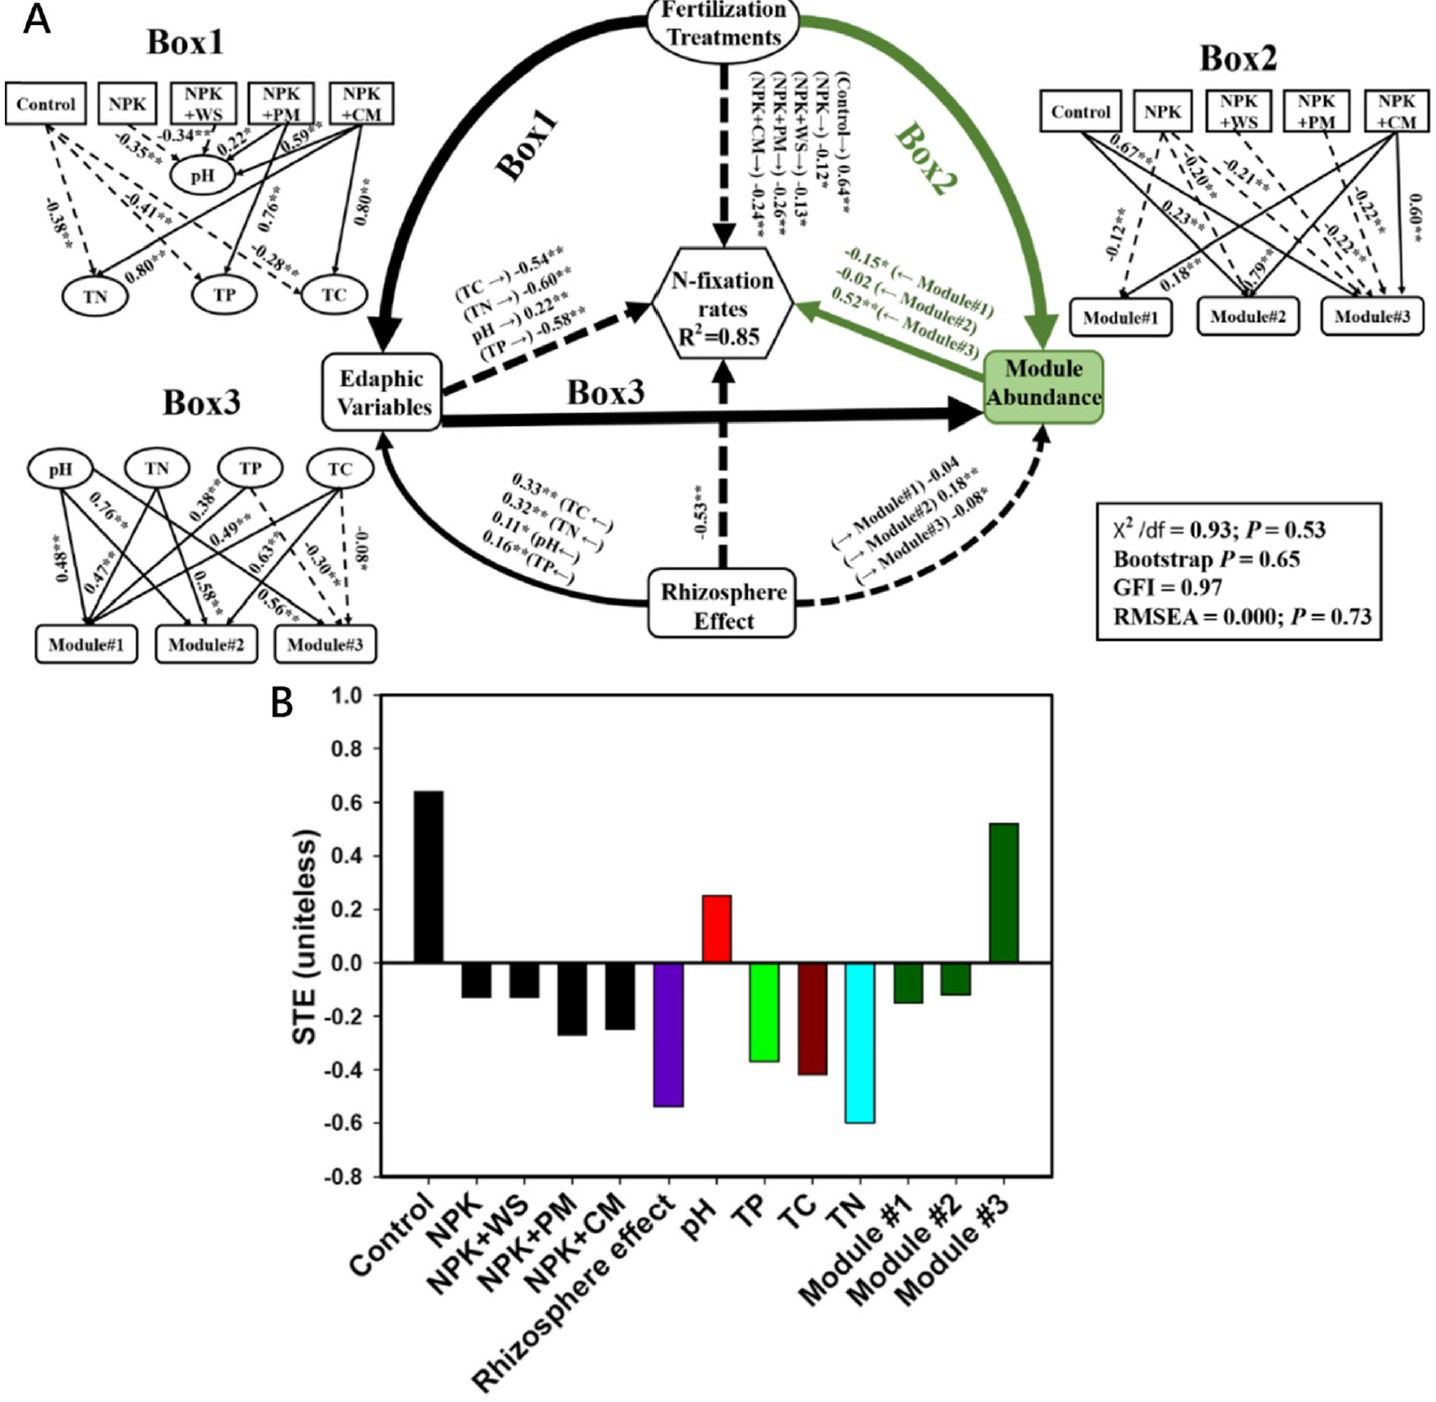 A
Box1
Control
NPK
NPK
+WS
NPK
+PM
NPK
+CM
-0.35**
-0.34**
0.22*
0.59**
pH
-0.38**
-0.41**
-0.28**
0.76**
0.80**
0.80**
TN
TP
TC
Fertilization
Treatments
Box1
Box2
(Control→) 0.64**
(NPK→) -0.12*
(NPK+WS→) -0.13*
(NPK+PM→) -0.26**
(NPK+CM→) -0.24**
Box2
Control
NPK
NPK
+WS
NPK
+PM
NPK
+CM
0.67**
-0.20**
-0.21**
-0.12**
0.23**
-0.22**
-0.22**
0.60**
0.18**
0.79**
Module#1
Module#2
Module#3
(TC →) -0.54**
(TN →) -0.60**
pH →) 0.22**
(TP →) -0.58**
N-fixation
rates
R²=0.85
-0.15* (← Module#1)
-0.02 (← Module#2)
0.52**(← Module#3)
Edaphic
Variables
Box3
Module
Abundance
Box3
pH
TN
TP
TC
0.76**
0.38**
0.49**
0.48**
0.47**
0.58**
0.63**
-0.30**
-0.08*
0.56**
Module#1
Module#2
Module#3
0.33** (TC ←)
0.32** (TN ←)
0.11* (pH←)
0.16**(TP←)
-0.53**
(→ Module#1) -0.04
(→ Module#2) 0.18**
(→ Module#3) -0.08*
Rhizosphere
Effect
X² /df = 0.93; P = 0.53
Bootstrap P = 0.65
GFI = 0.97
RMSEA = 0.000; P = 0.73
B
STE (uniteless)
1.0
0.8
0.6
0.4
0.2
0.0
-0.2
-0.4
-0.6
-0.8
Control
NPK
NPK+WS
NPK+PM
NPK+CM
Rhizosphere effect
pH
TP
TC
TN
Module #1
Module #2
Module #3